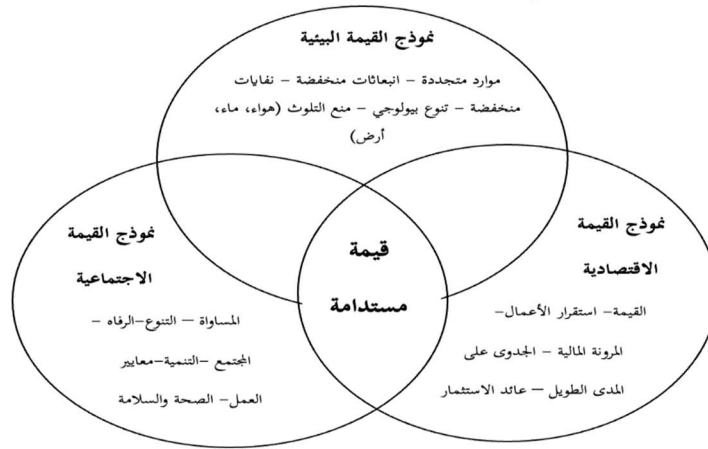 نموذج القيمة البيئية
موارد متجددة – انبعاثات منخفضة – نفايات
منخفضة – تنوع بيولوجي – منع التلوث (هواء، ماء،
أرض)
نموذج القيمة
الاقتصادية
القيمة– استقرار الأعمال–
المرونة المالية – الجدوى على
المدى الطويل – عائد الاستثمار
قيمة
مستدامة
نموذج القيمة
الاجتماعية
المساواة – التنوع–الرفاه –
المجتمع –التنمية–معايير
العمل– الصحة والسلامة